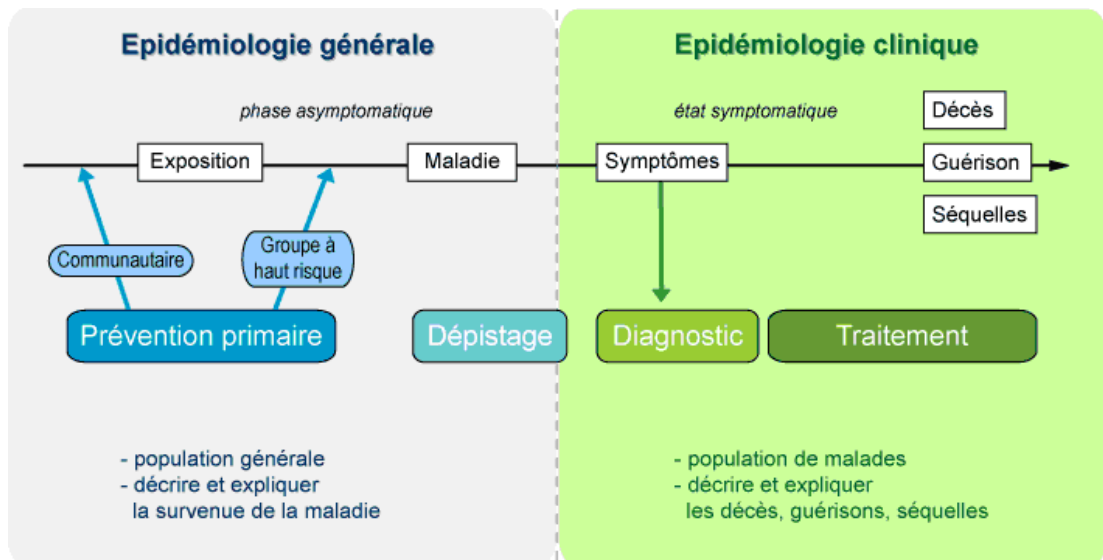 Epidémiologie générale
Epidémiologie clinique
phase asymptomatique
état symptomatique
Décès
Exposition
Maladie
Symptômes
Guérison
Séquelles
Communautaire
Groupe à
haut risque
Prévention primaire
Dépistage
Diagnostic
Traitement
- population générale
- décrire et expliquer
la survenue de la maladie
- population de malades
- décrire et expliquer
les décès, guérisons, séquelles